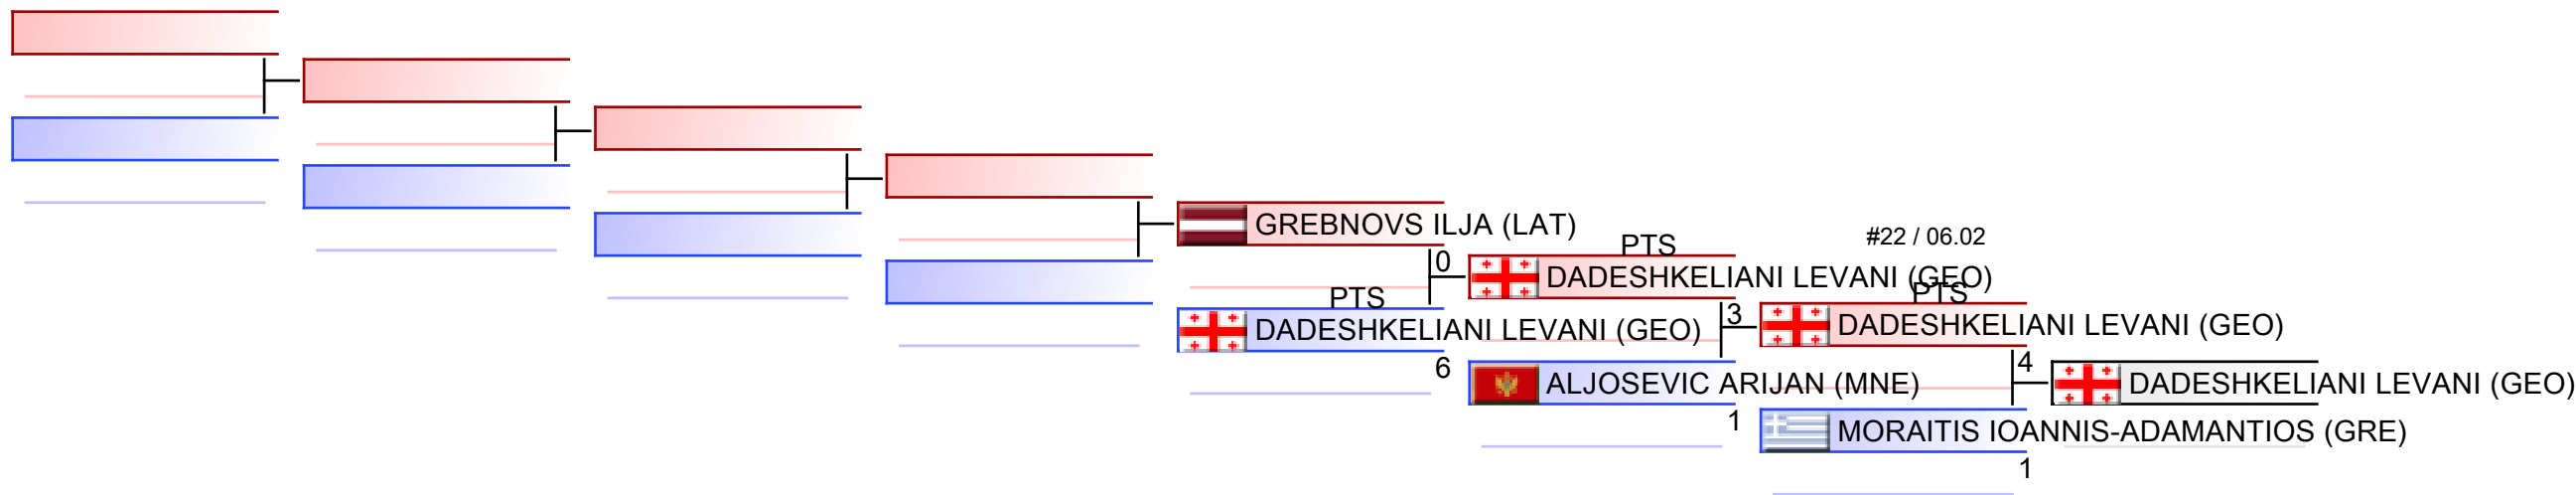 GREBNOVS ILJA (LAT)
0
PTS
DADESHKELIANI LEVANI (GEO)
6
PTS
DADESHKELIANI LEVANI (GEO)
3
ALJOSEVIC ARIJAN (MNE)
1
#22 / 06.02
PTS
DADESHKELIANI LEVANI (GEO)
4
MORAITIS IOANNIS-ADAMANTIOS (GRE)
1
DADESHKELIANI LEVANI (GEO)